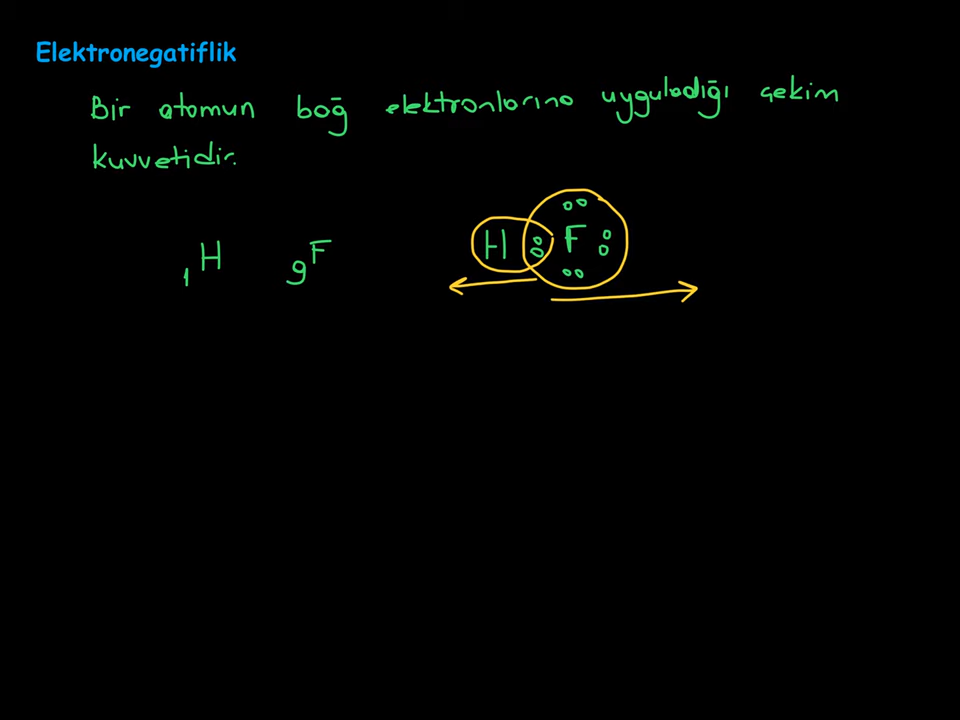 Elektronegatiflik
Bir atomun bağ elektronlarına uyguladığı çekim
kuvvetidir.
₁H ₉F H F